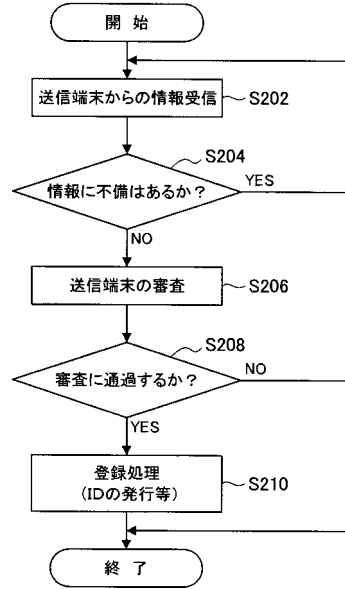 開 始
送信端末からの情報受信
S202
S204
情報に不備はあるか？
YES
NO
送信端末の審査
S206
S208
審査に通過するか？
NO
YES
登録処理
(IDの発行等)
S210
終 了